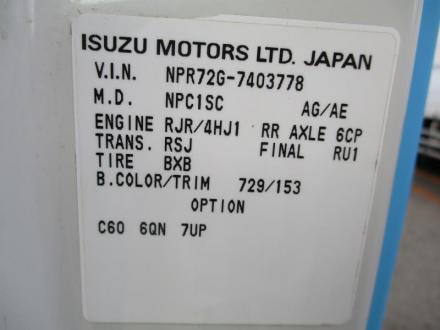 ISUZU MOTORS LTD. JAPAN
V.I.N. NPR72G-7403778
M.D. NPC1SC AG/AE
ENGINE RJR/4HJ1 RR AXLE 6CP
TRANS. RSJ FINAL RU1
TIRE BXB
B.COLOR/TRIM 729/153
OPTION
C60 6QN 7UP